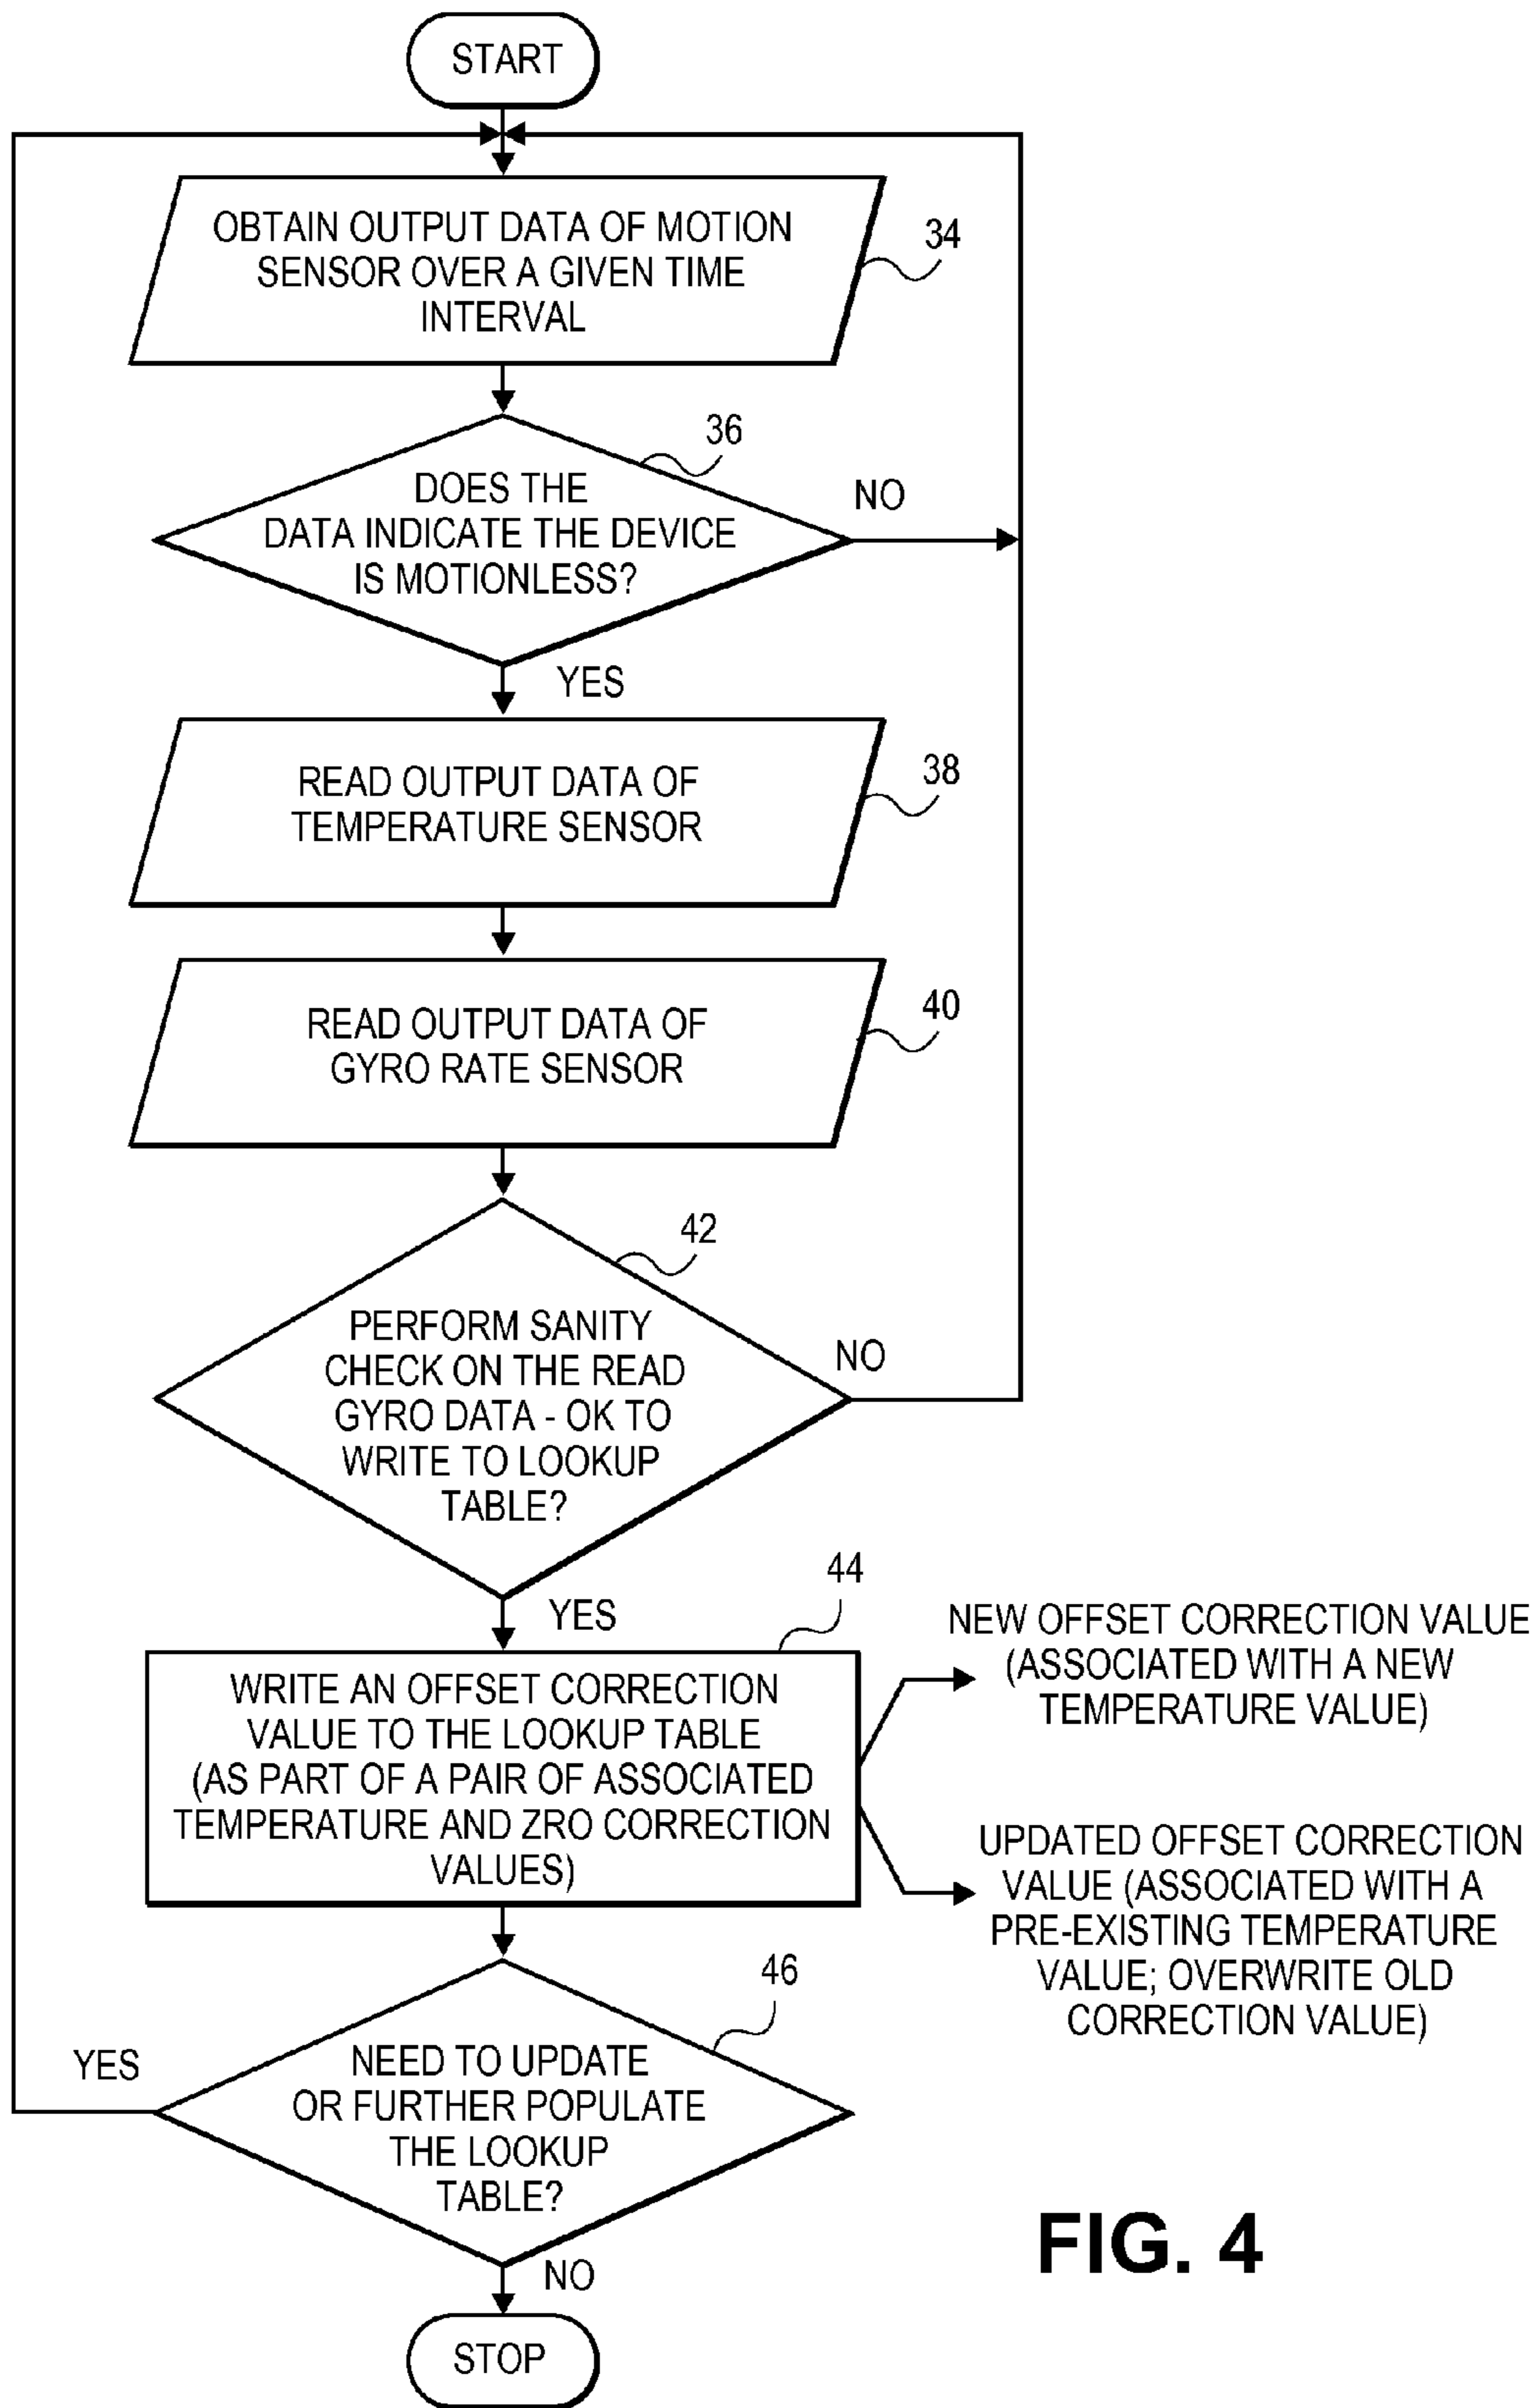 START
OBTAIN OUTPUT DATA OF MOTION
SENSOR OVER A GIVEN TIME
INTERVAL
34
36
DOES THE
DATA INDICATE THE DEVICE
IS MOTIONLESS?
NO
YES
READ OUTPUT DATA OF
TEMPERATURE SENSOR
38
READ OUTPUT DATA OF
GYRO RATE SENSOR
40
42
PERFORM SANITY
CHECK ON THE READ
GYRO DATA - OK TO
WRITE TO LOOKUP
TABLE?
NO
YES
44
WRITE AN OFFSET CORRECTION
VALUE TO THE LOOKUP TABLE
(AS PART OF A PAIR OF ASSOCIATED
TEMPERATURE AND ZRO CORRECTION
VALUES)
NEW OFFSET CORRECTION VALUE
(ASSOCIATED WITH A NEW
TEMPERATURE VALUE)
UPDATED OFFSET CORRECTION
VALUE (ASSOCIATED WITH A
PRE-EXISTING TEMPERATURE
VALUE; OVERWRITE OLD
CORRECTION VALUE)
46
YES
NEED TO UPDATE
OR FURTHER POPULATE
THE LOOKUP
TABLE?
NO
STOP
FIG. 4